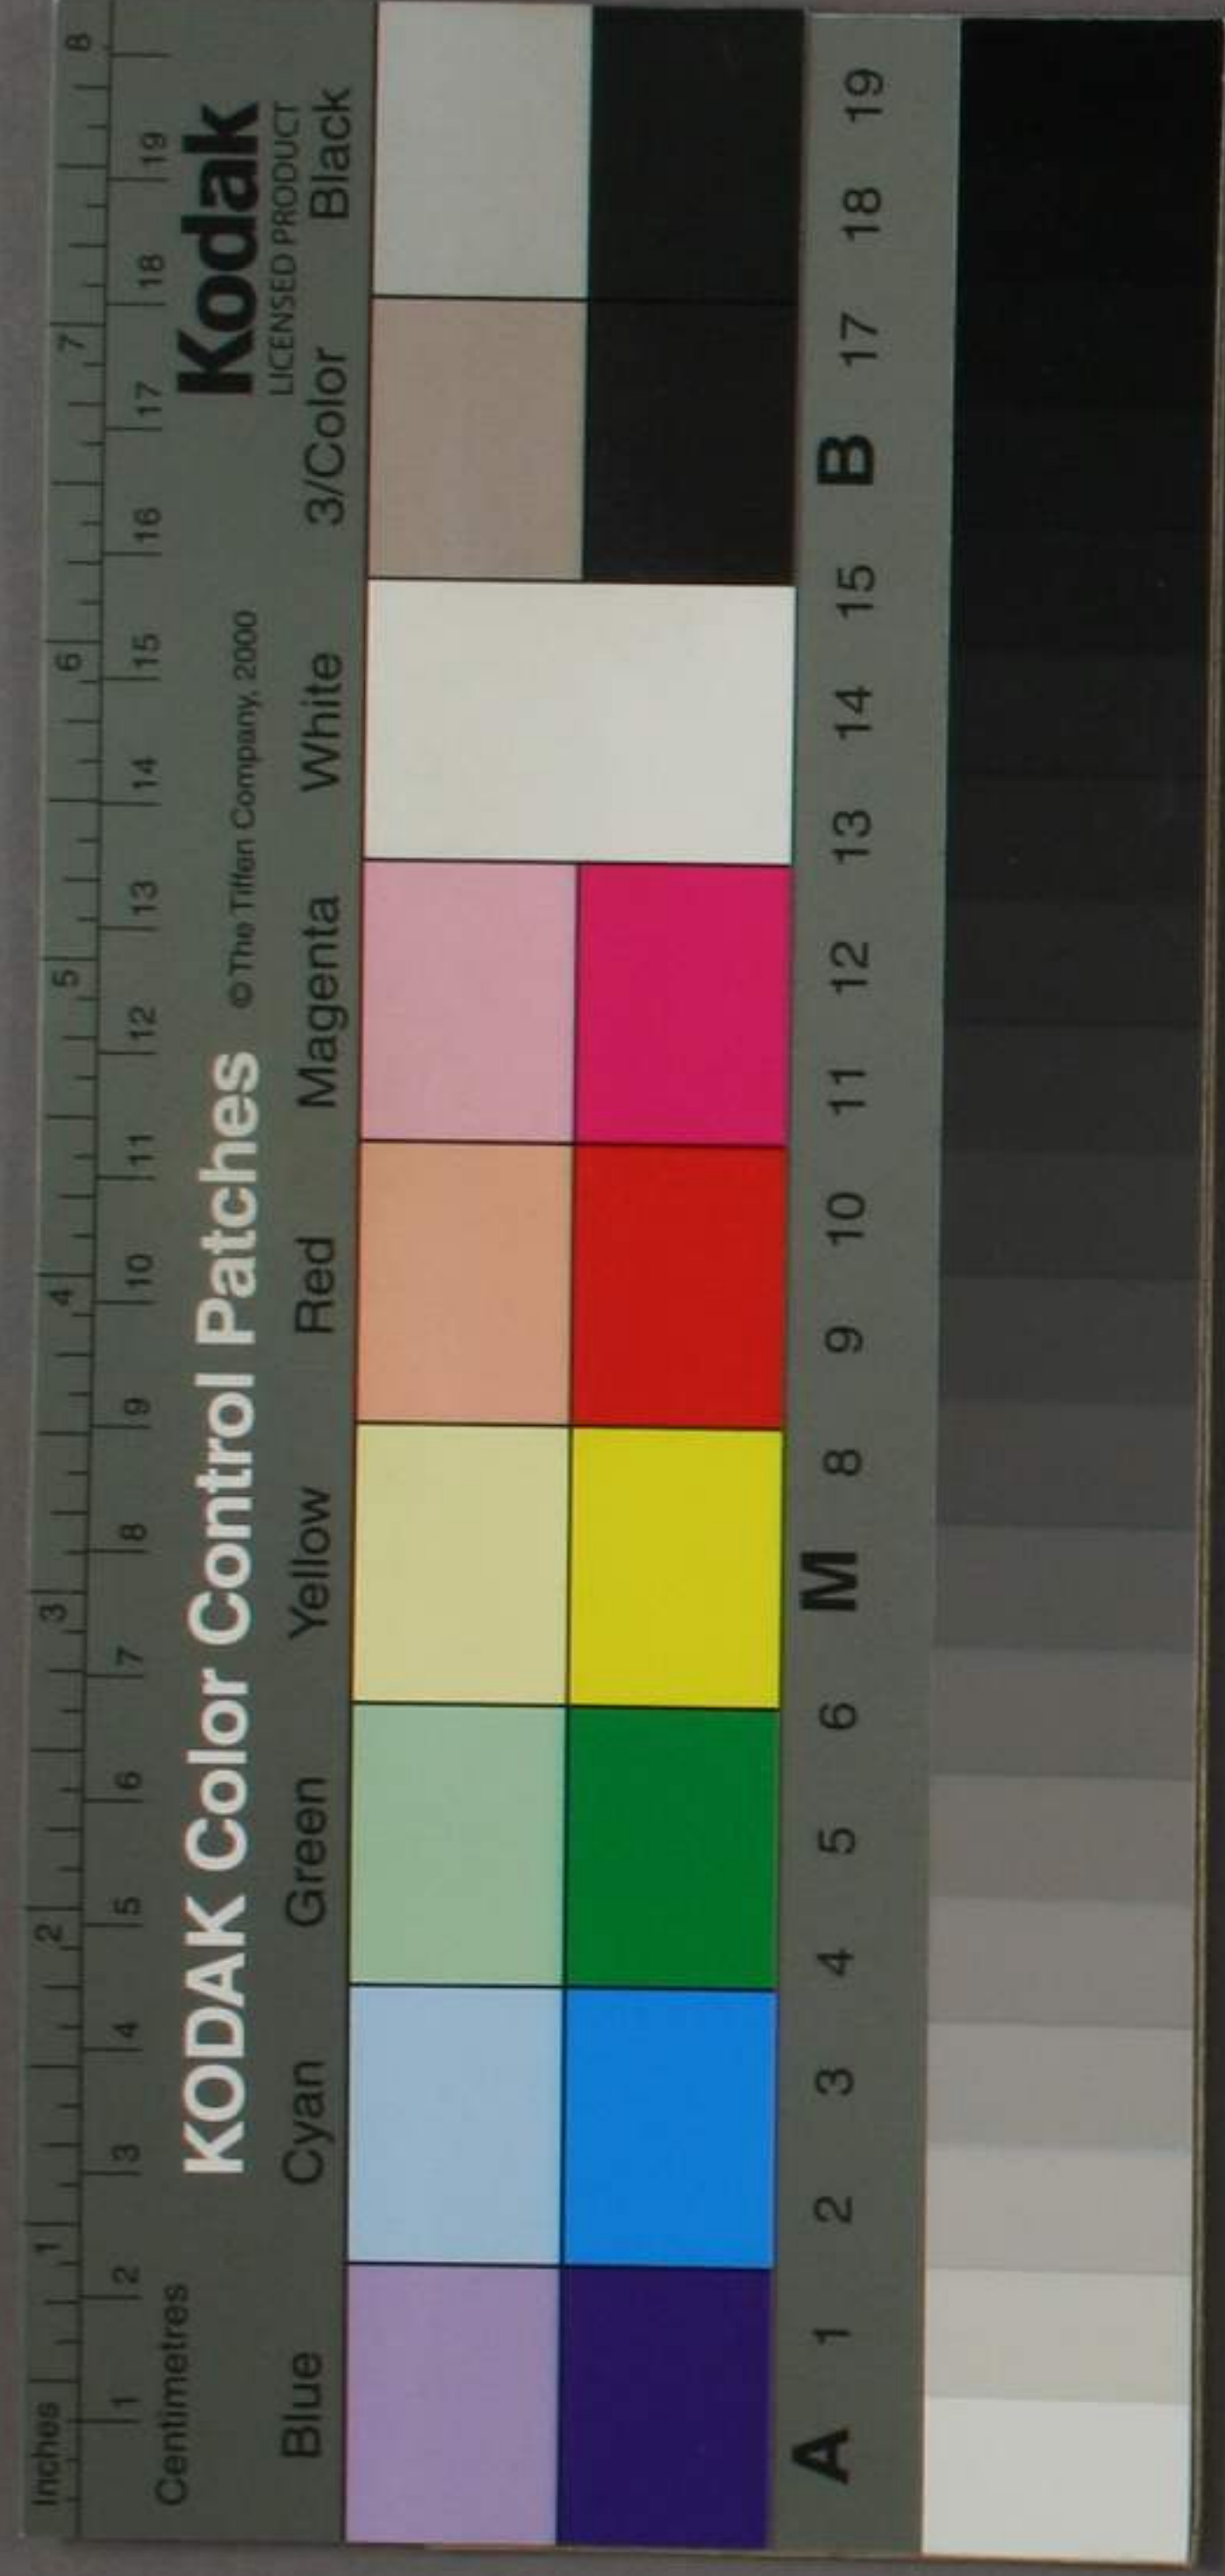 Inches 1 2 3 4 5 6 7 8
Centimetres 1 2 3 4 5 6 7 8 9 10 11 12 13 14 15 16 17 18 19
KODAK Color Control Patches © The Tiffen Company, 2000 Kodak
LICENSED PRODUCT
Blue Cyan Green Yellow Red Magenta White 3/Color Black
A 1 2 3 4 5 6 M 8 9 10 11 12 13 14 15 B 17 18 19